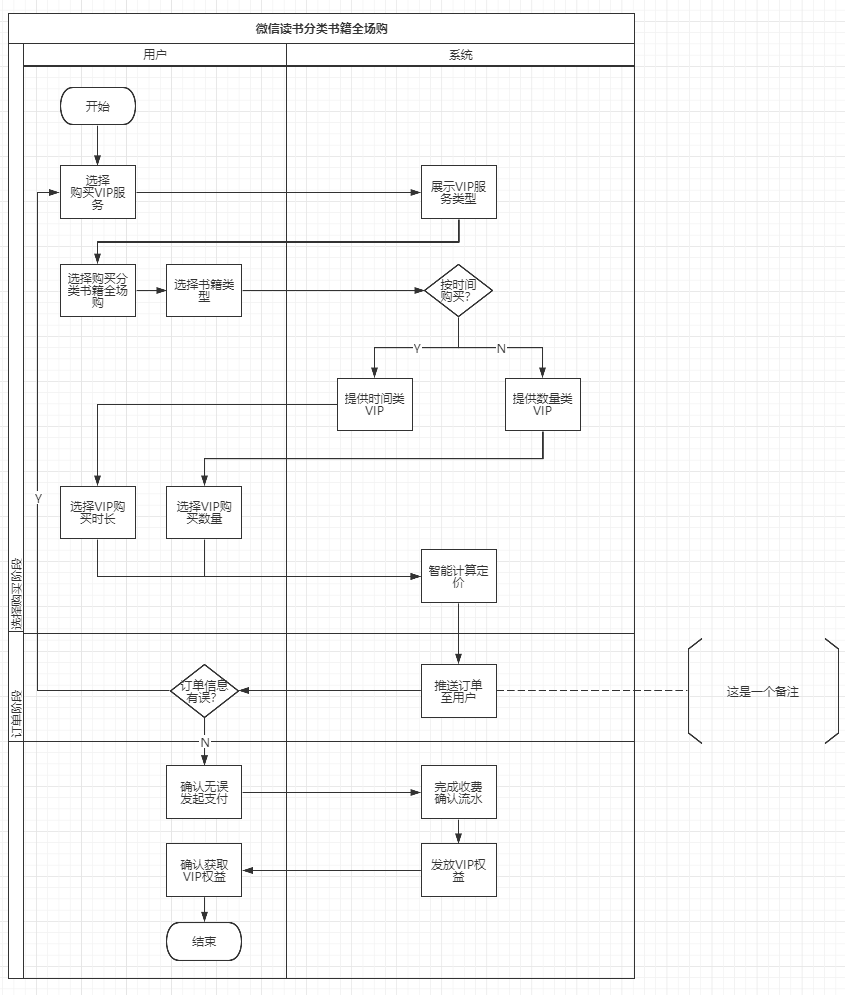 微信读书分类书籍全场购
用户
系统
开始
选择
购买VIP服
务
展示VIP服
务类型
选择购买分
类书籍全场
购
选择书籍类
型
按时间
购买?
Y
N
提供时间类
VIP
提供数量类
VIP
Y
选择VIP购
买时长
选择VIP购
买数量
智能计算定
价
选择购买阶段
订单信息
有误?
推送订单
至用户
这是一个备注
订单阶段
N
确认无误
发起支付
完成收费
确认流水
确认获取
VIP权益
发放VIP权
益
结束